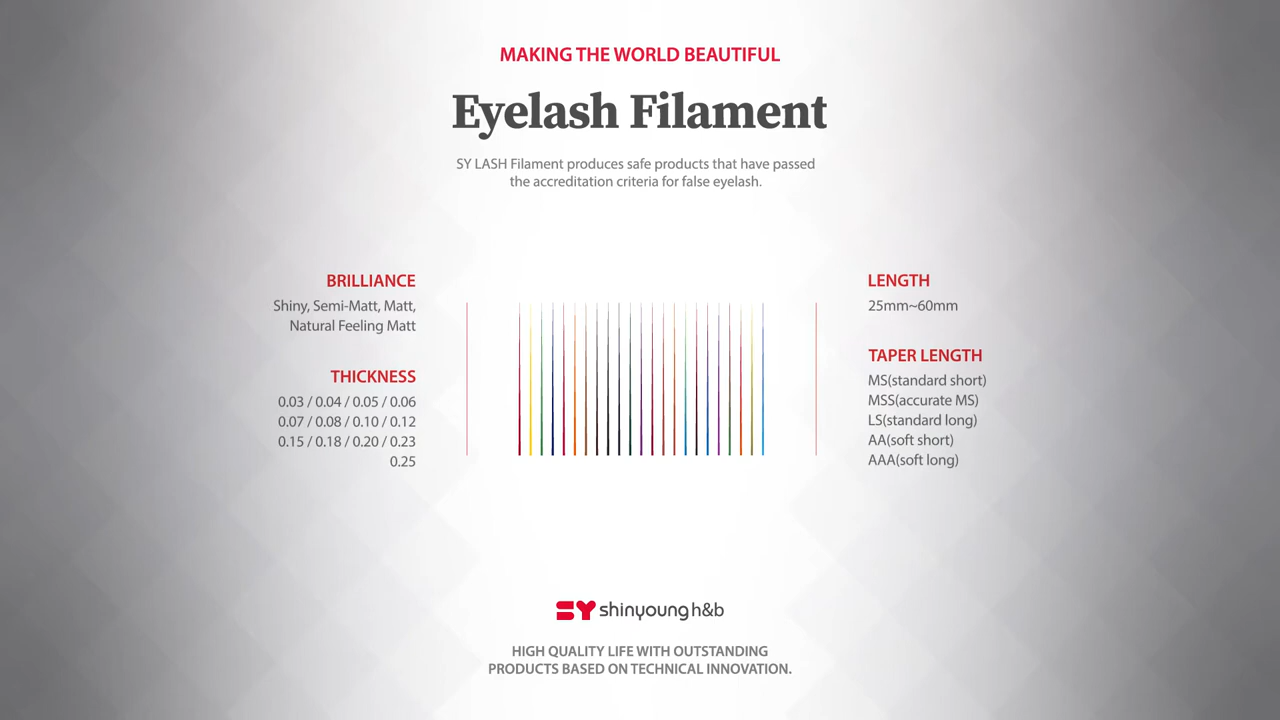 MAKING THE WORLD BEAUTIFUL
Eyelash Filament
SY LASH Filament produces safe products that have passed
the accreditation criteria for false eyelash.
BRILLIANCE
Shiny, Semi-Matt, Matt,
Natural Feeling Matt
THICKNESS
0.03 / 0.04 / 0.05 / 0.06
0.07 / 0.08 / 0.10 / 0.12
0.15 / 0.18 / 0.20 / 0.23
0.25
LENGTH
25mm~60mm
TAPER LENGTH
MS(standard short)
MSS(accurate MS)
LS(standard long)
AA(soft short)
AAA(soft long)
SY shinyoung h&b
HIGH QUALITY LIFE WITH OUTSTANDING
PRODUCTS BASED ON TECHNICAL INNOVATION.